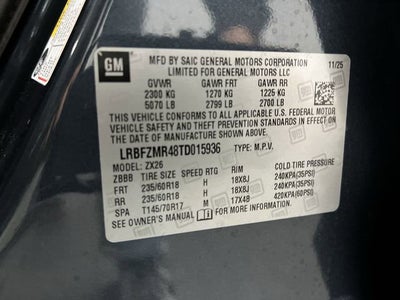 GM
MFD BY SAIC GENERAL MOTORS CORPORATION 11/25
LIMITED FOR GENERAL MOTORS LLC
GVWR GAWR FRT GAWR RR
2300 KG 1270 KG 1225 KG
5070 LB 2799 LB 2700 LB
THIS VEHICLE CONFORMS TO ALL APPLICABLE U.S. FEDERAL MOTOR
VEHICLE SAFETY, BUMPER, AND THEFT PREVENTION STANDARDS IN EFFECT ON THE
DATE OF MANUFACTURE SHOWN ABOVE.
LRBFZMR48TD015936 TYPE: M.P.V.
MODEL: ZX26
ZBBB TIRE SIZE SPEED RTG RIM COLD TIRE PRESSURE
FRT 235/60R18 H 18X8J 240KPA(35PSI)
RR 235/60R18 H 18X8J 240KPA(35PSI)
SPA T145/70R17 M 17X4B 420KPA(60PSI)
SEE OWNER'S MANUAL FOR MORE INFORMATION.